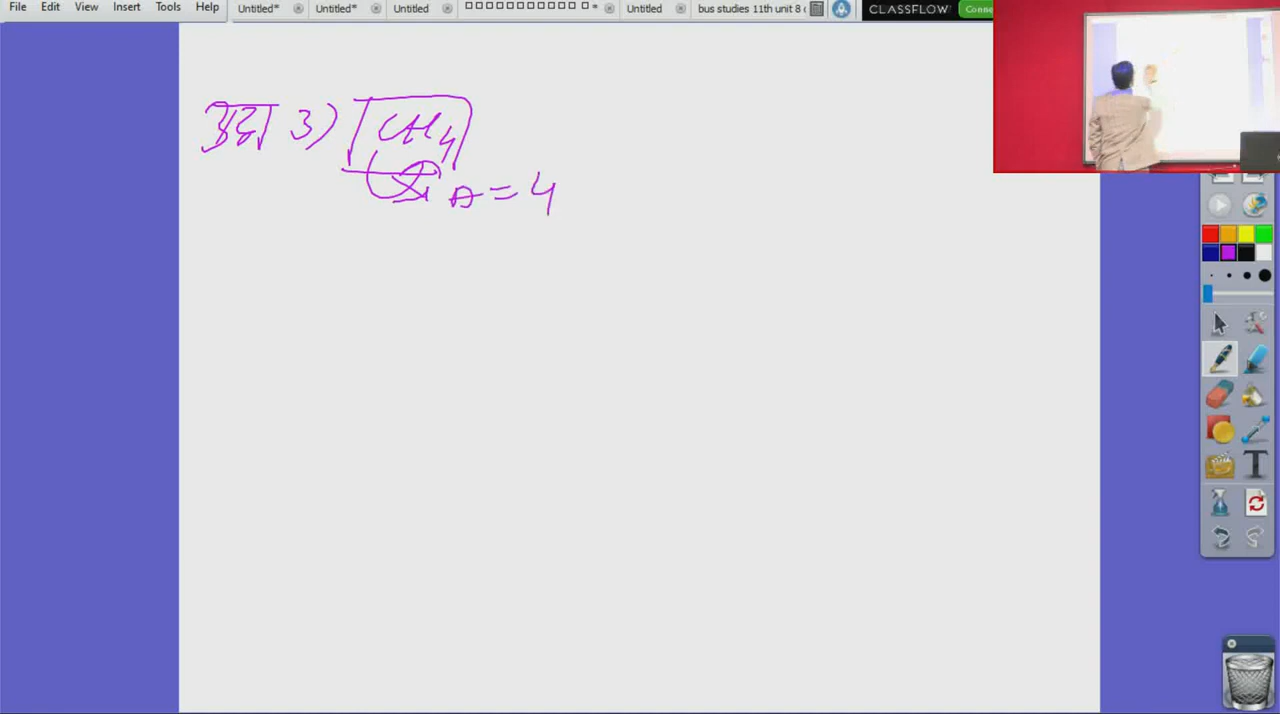 File Edit View Insert Tools Help
Untitled* Untitled* Untitled □□□□□□□□□ □ * Untitled bus studies 11th unit 8 c CLASSFLOW Conne
3) CH4
A = 4
T